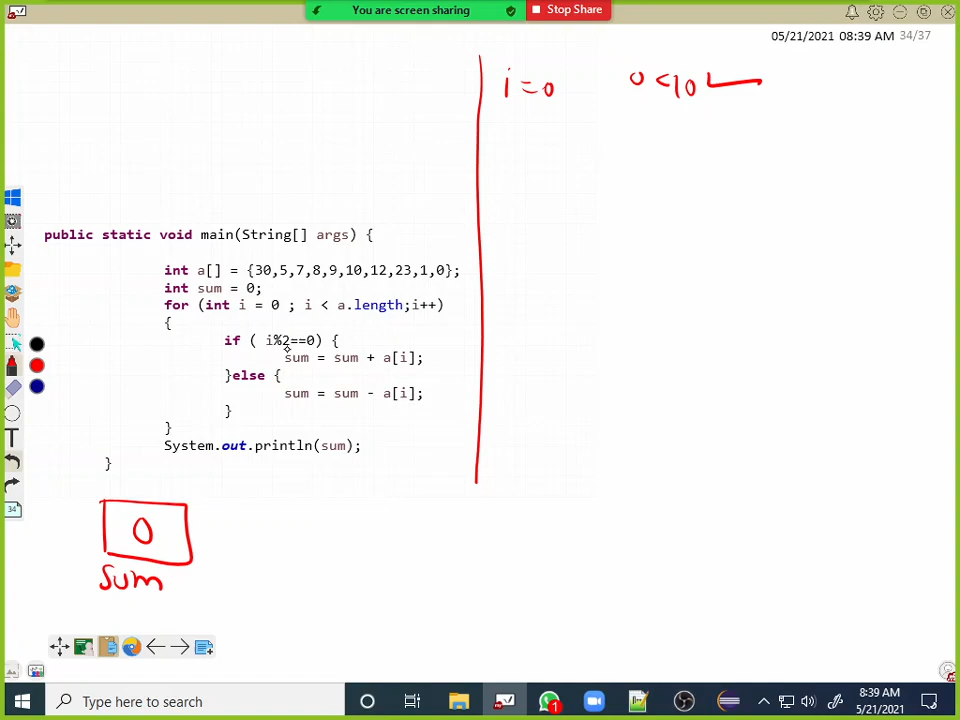 You are screen sharing
Stop Share
05/21/2021 08:39 AM 34/37
i=0 0<10
public static void main(String[] args) {
int a[] = {30,5,7,8,9,10,12,23,1,0};
int sum = 0;
for (int i = 0 ; i < a.length;i++)
{
if ( i%2==0) {
sum = sum + a[i];
}else {
sum = sum - a[i];
}
}
System.out.println(sum);
}
0
sum
T
34
Type here to search
1
8:39 AM
5/21/2021